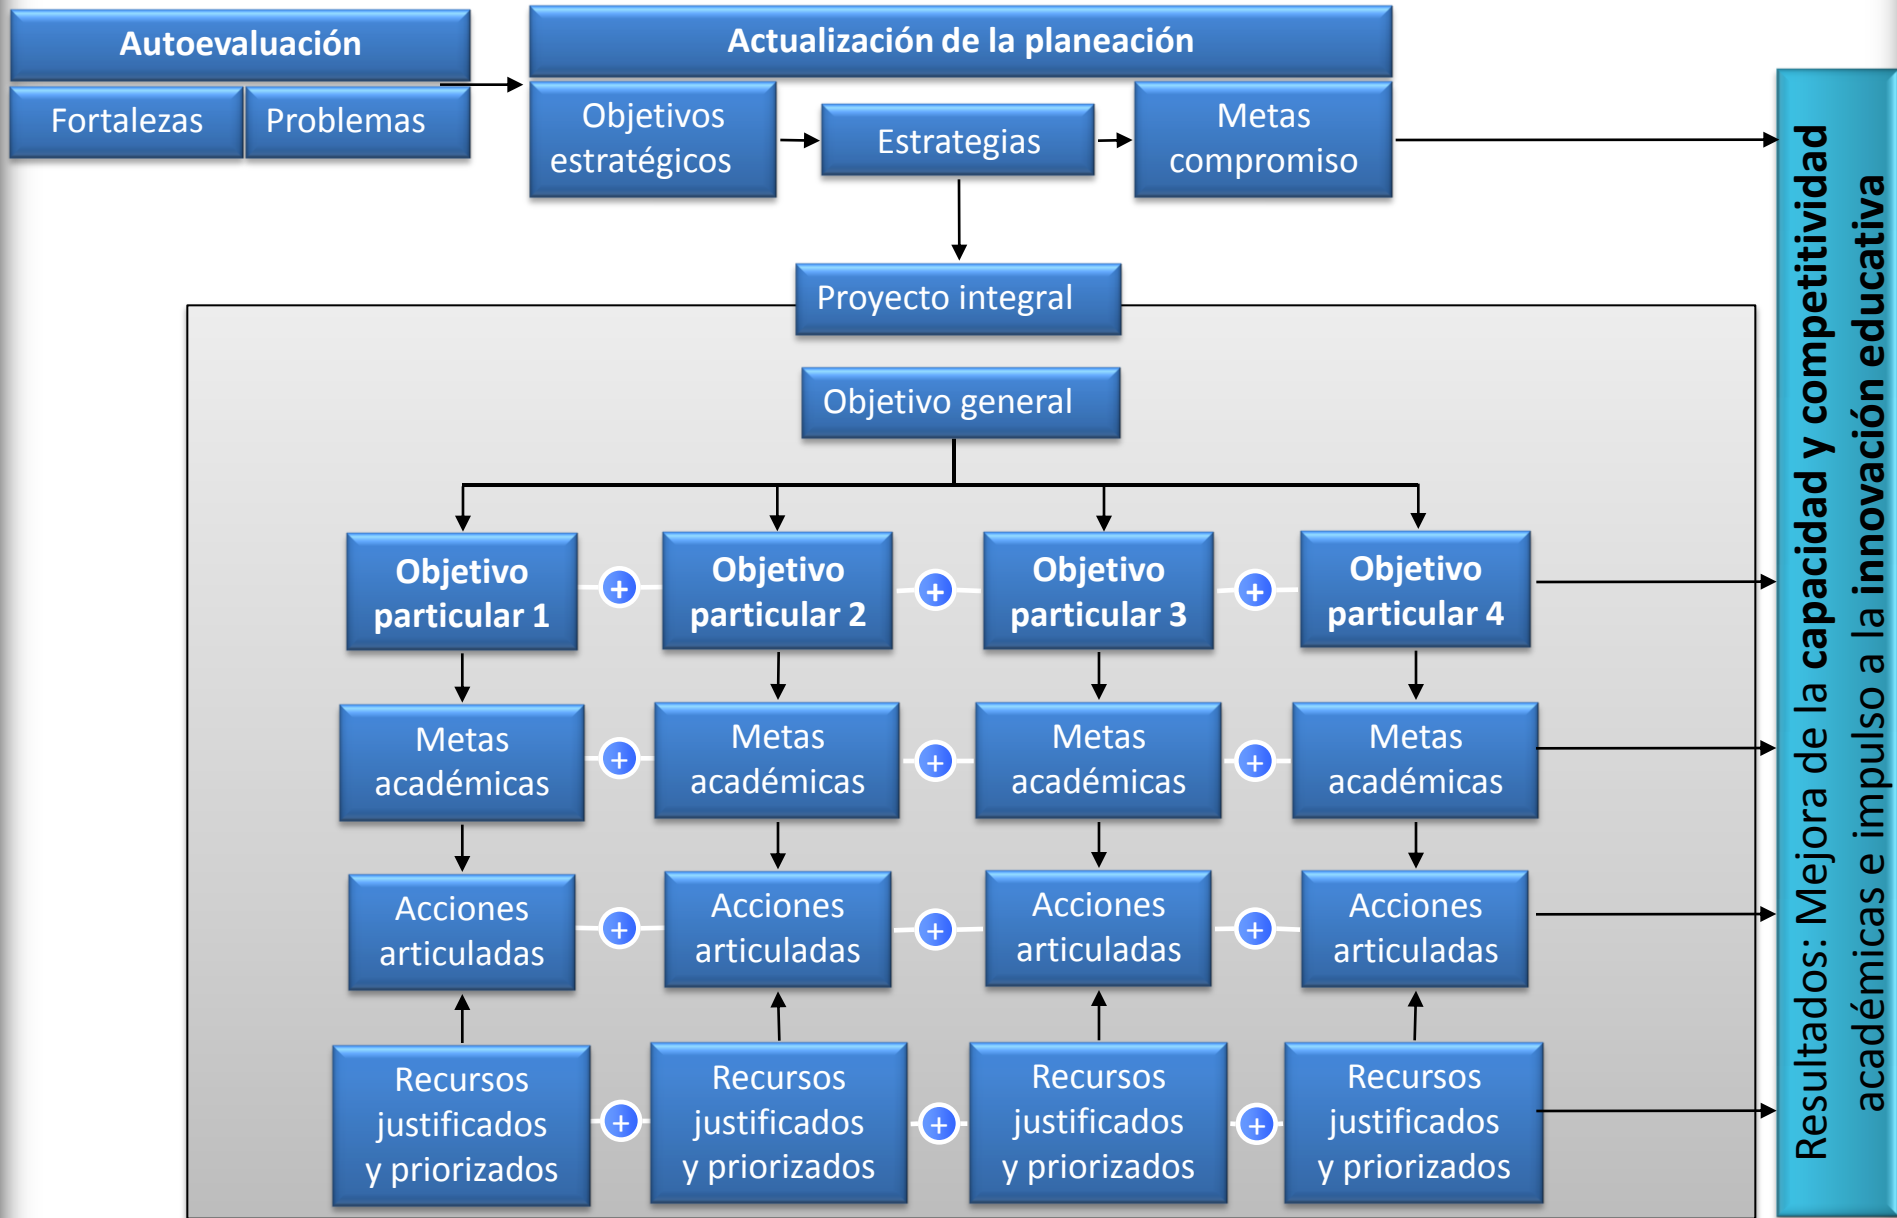 Autoevaluación
Fortalezas
Problemas
Actualización de la planeación
Objetivos
estratégicos
Estrategias
Metas
compromiso
Proyecto integral
Objetivo general
Objetivo
particular 1
+
Objetivo
particular 2
+
Objetivo
particular 3
+
Objetivo
particular 4
Metas
académicas
+
Metas
académicas
+
Metas
académicas
+
Metas
académicas
Acciones
articuladas
+
Acciones
articuladas
+
Acciones
articuladas
+
Acciones
articuladas
Recursos
justificados
y priorizados
+
Recursos
justificados
y priorizados
+
Recursos
justificados
y priorizados
+
Recursos
justificados
y priorizados
Resultados: Mejora de la capacidad y competitividad
académicas e impulso a la innovación educativa